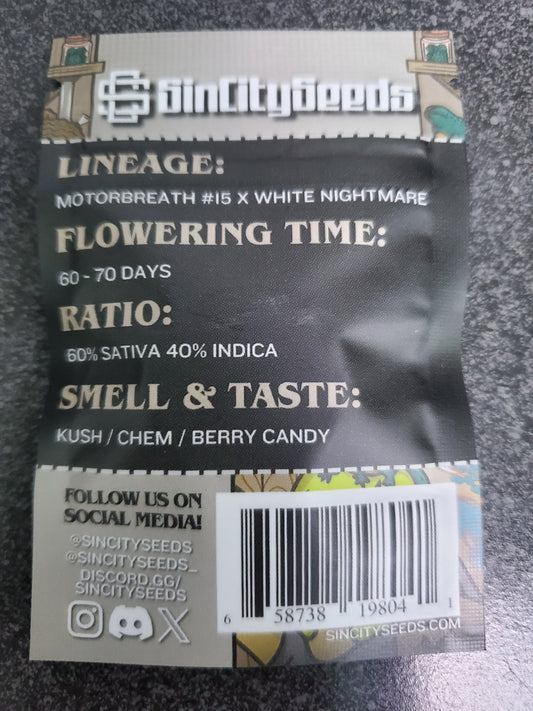 SinCitySeeds
LINEAGE:
MOTORBREATH #15 X WHITE NIGHTMARE
FLOWERING TIME:
60 - 70 DAYS
RATIO:
60% SATIVA 40% INDICA
SMELL & TASTE:
KUSH / CHEM / BERRY CANDY
FOLLOW US ON
SOCIAL MEDIA!
@SINCITYSEEDS
@SINCITYSEEDS_
DISCORD.GG/
SINCITYSEEDS
6 58738 19804 1
SINCITYSEEDS.COM